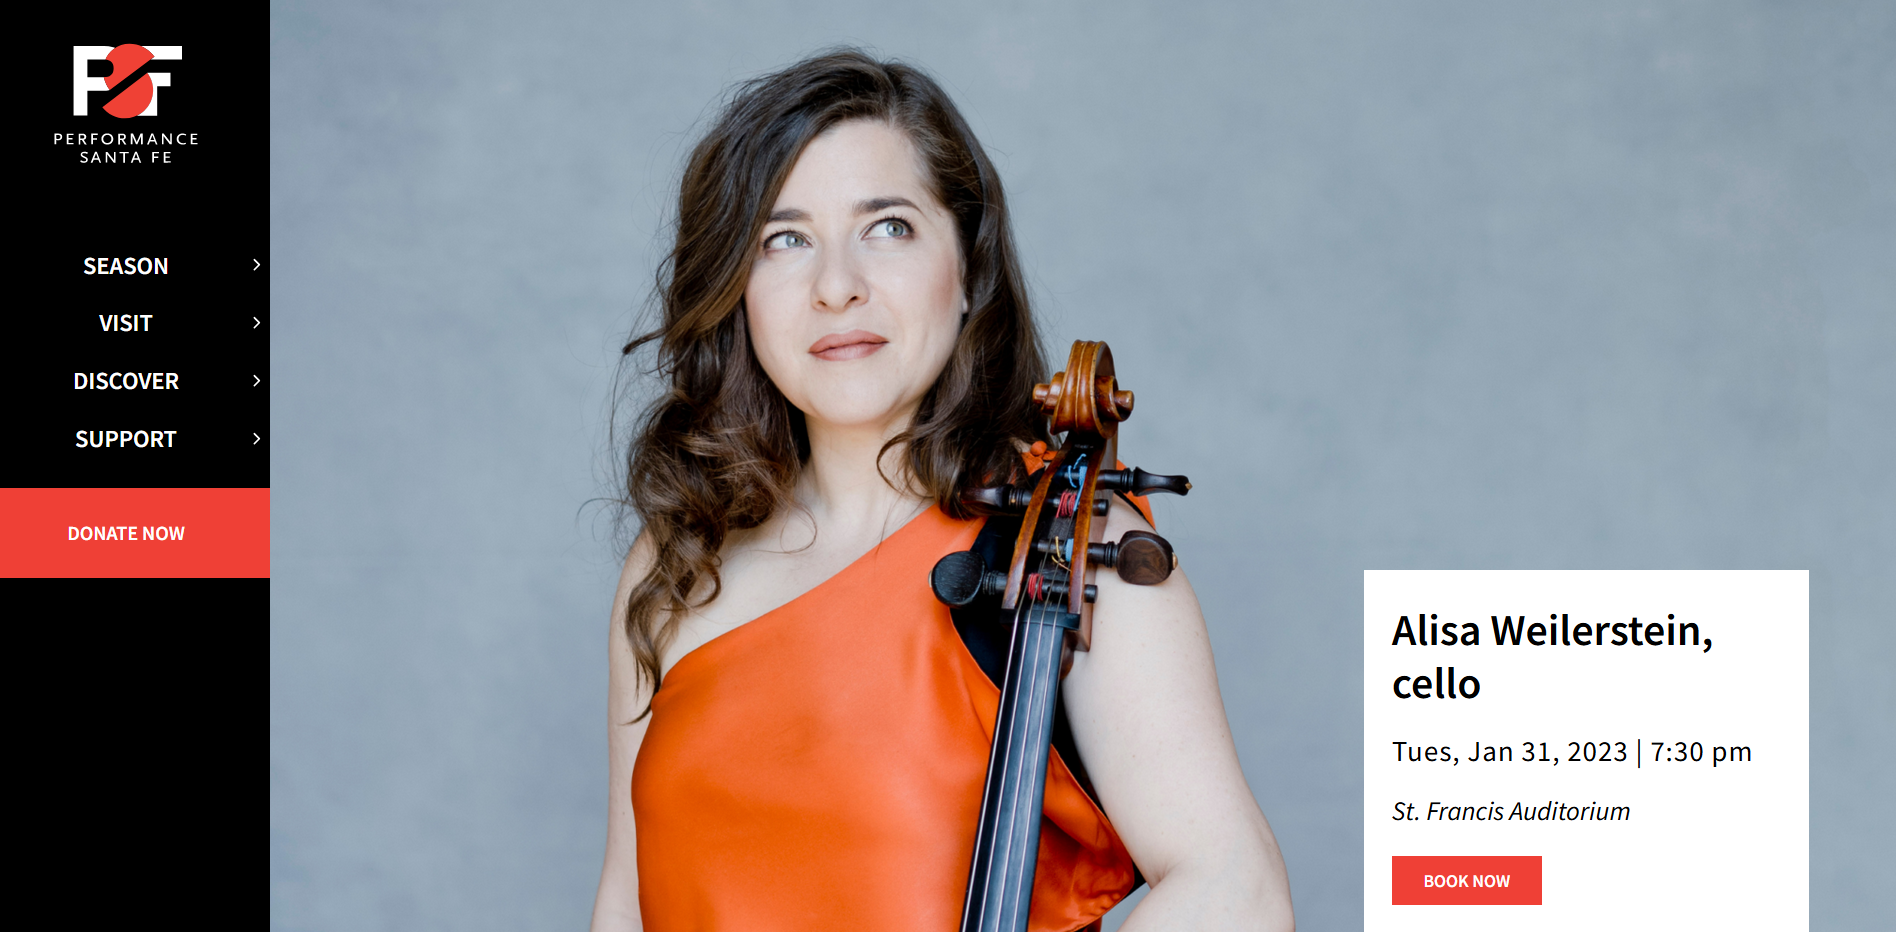 PSF
PERFORMANCE
SANTA FE
SEASON
VISIT
DISCOVER
SUPPORT
DONATE NOW
Alisa Weilerstein,
cello
Tues, Jan 31, 2023 | 7:30 pm
St. Francis Auditorium
BOOK NOW